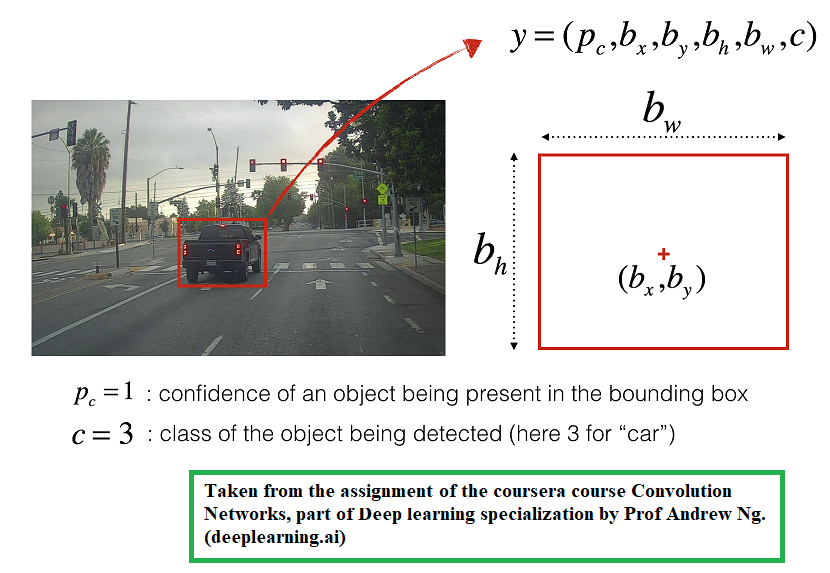 y = (p_c, b_x, b_y, b_h, b_w, c)
b_w
b_h
(b_x, b_y)
p_c = 1 : confidence of an object being present in the bounding box
c = 3 : class of the object being detected (here 3 for “car”)
Taken from the assignment of the coursera course Convolution
Networks, part of Deep learning specialization by Prof Andrew Ng.
(deeplearning.ai)